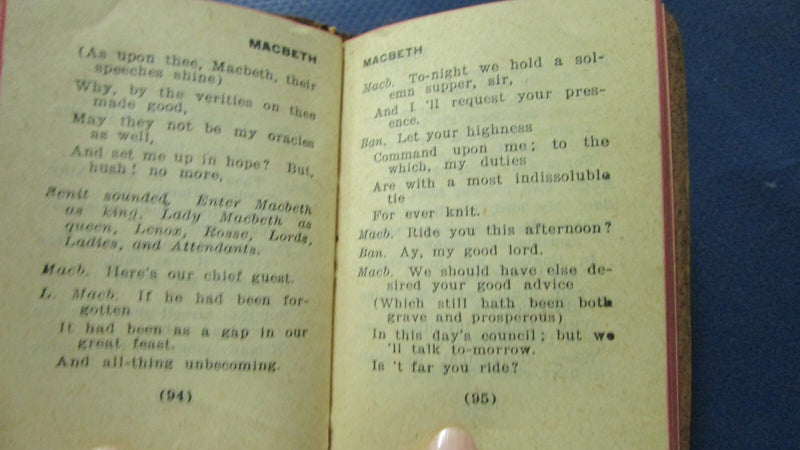 MACBETH
(As upon thee, Macbeth, their
speeches shine)
Why, by the verities on thee
made good,
May they not be my oracles
as well,
And set me up in hope? But,
hush! no more,
Senit sounded, Enter Macbeth
as king, Lady Macbeth as
queen, Lenox, Rosse, Lords,
Ladies, and Attendants.
Macb. Here's our chief guest.
L. Macb. If he had been for-
gotten
It had been as a gap in our
great feast.
And all-thing unbecoming.
(94)
MACBETH
Macb. To-night we hold a sol-
emn supper, sir,
And I 'll request your pres-
ence.
Ban. Let your highness
Command upon me; to the
which, my duties
Are with a most indissoluble
tie
For ever knit.
Macb. Ride you this afternoon?
Ban. Ay, my good lord.
Macb. We should have else de-
sired your good advice
(Which still hath been both
grave and prosperous)
In this day's council; but we
'll talk to-morrow.
Is 't far you ride?
(95)